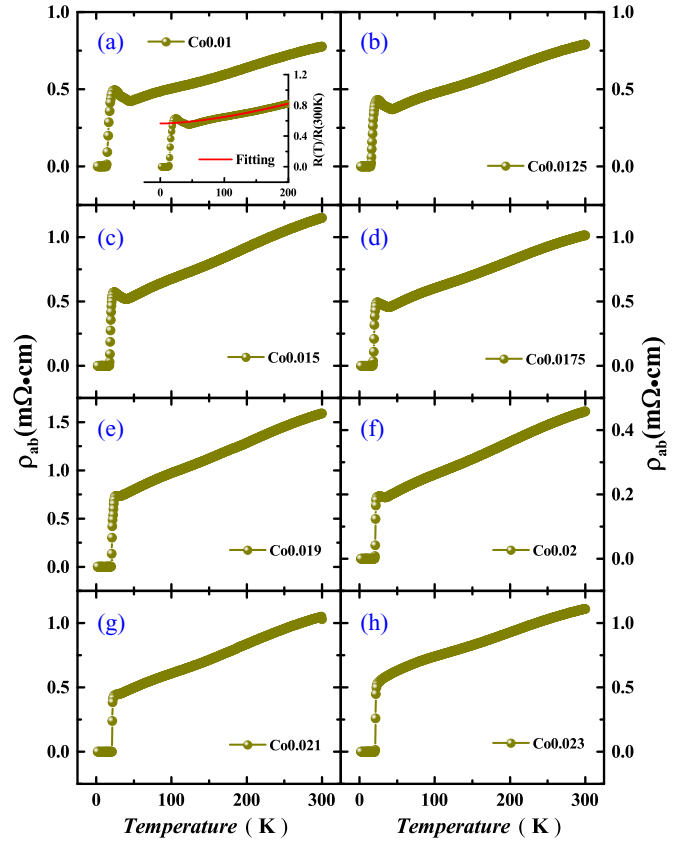 (a)
Co0.01
1.0
0.5
0.0
1.2
0.8
0.4
0.0
R(T)/R(300K)
Fitting
0
100
200
(b)
Co0.0125
1.0
0.5
0.0
(c)
Co0.015
1.0
0.5
0.0
(d)
Co0.0175
1.0
0.5
0.0
(e)
Co0.019
1.5
1.0
0.5
0.0
(f)
Co0.02
0.4
0.2
0.0
(g)
Co0.021
1.0
0.5
0.0
(h)
Co0.023
1.0
0.5
0.0
ρab(mΩ•cm)
ρab(mΩ•cm)
0 100 200 300
0 100 200 300
Temperature ( K )
Temperature ( K )